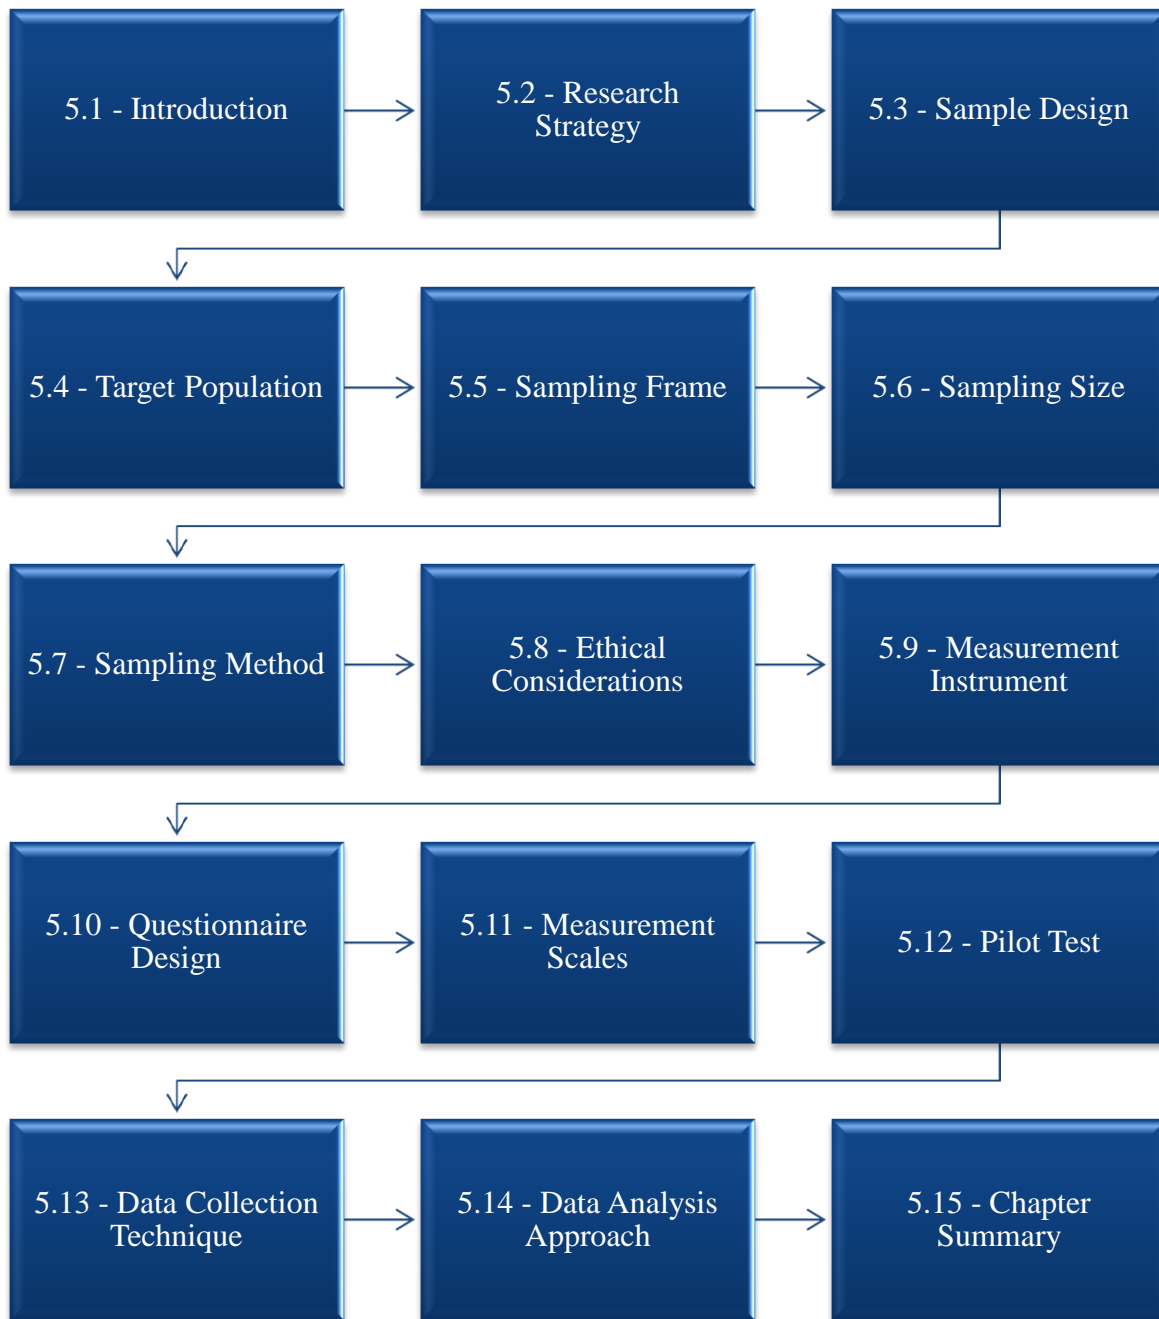 5.1 - Introduction
5.2 - Research
Strategy
5.3 - Sample Design
5.4 - Target Population
5.5 - Sampling Frame
5.6 - Sampling Size
5.7 - Sampling Method
5.8 - Ethical
Considerations
5.9 - Measurement
Instrument
5.10 - Questionnaire
Design
5.11 - Measurement
Scales
5.12 - Pilot Test
5.13 - Data Collection
Technique
5.14 - Data Analysis
Approach
5.15 - Chapter
Summary